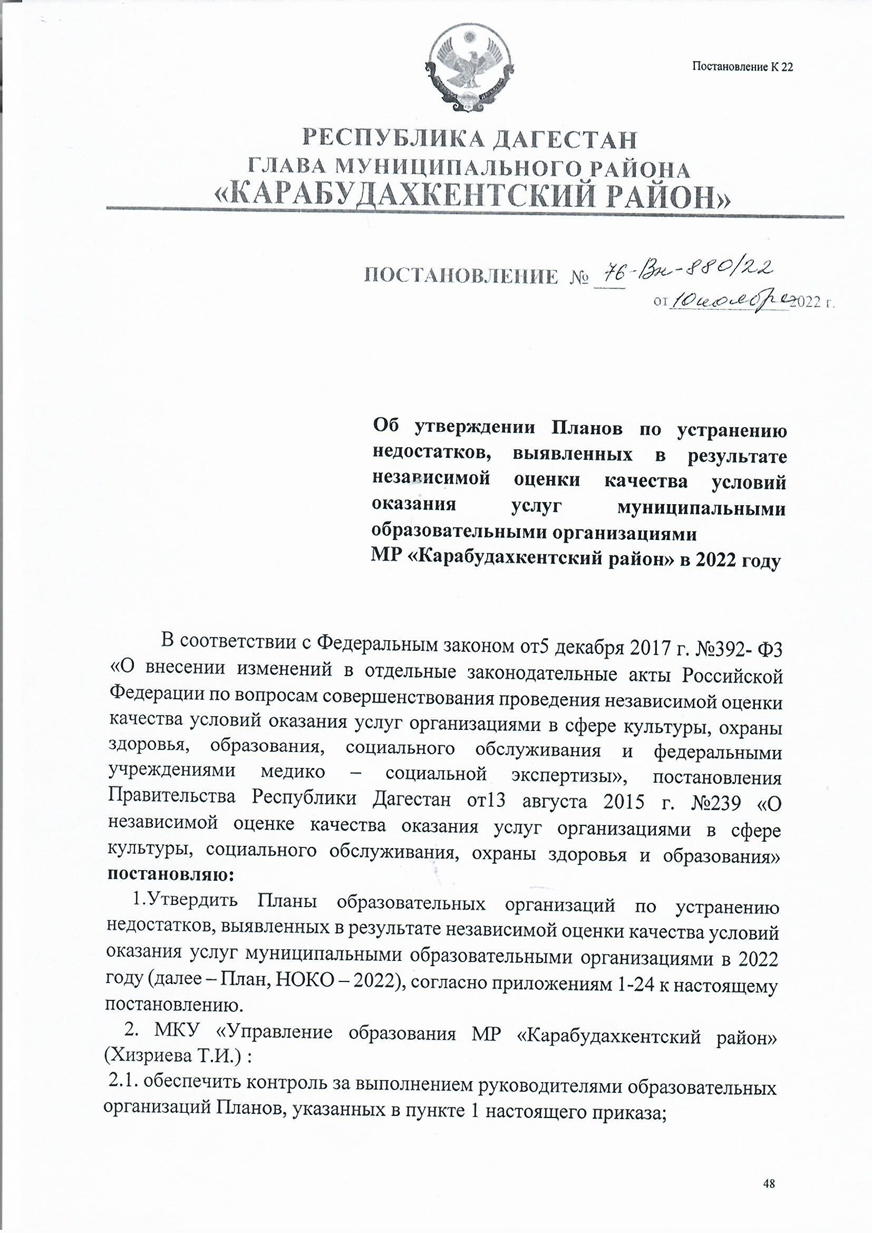 Постановление К 22
РЕСПУБЛИКА ДАГЕСТАН
ГЛАВА МУНИЦИПАЛЬНОГО РАЙОНА
«КАРАБУДАХКЕНТСКИЙ РАЙОН»
ПОСТАНОВЛЕНИЕ № 76-Вн-880/22
от 10 ноября 2022 г.
Об утверждении Планов по устранению
недостатков, выявленных в результате
независимой оценки качества условий
оказания услуг муниципальными
образовательными организациями
МР «Карабудахкентский район» в 2022 году
В соответствии с Федеральным законом от5 декабря 2017 г. №392- ФЗ
«О внесении изменений в отдельные законодательные акты Российской
Федерации по вопросам совершенствования проведения независимой оценки
качества условий оказания услуг организациями в сфере культуры, охраны
здоровья, образования, социального обслуживания и федеральными
учреждениями медико – социальной экспертизы», постановления
Правительства Республики Дагестан от13 августа 2015 г. №239 «О
независимой оценке качества оказания услуг организациями в сфере
культуры, социального обслуживания, охраны здоровья и образования»
постановляю:
1.Утвердить Планы образовательных организаций по устранению
недостатков, выявленных в результате независимой оценки качества условий
оказания услуг муниципальными образовательными организациями в 2022
году (далее – План, НОКО – 2022), согласно приложениям 1-24 к настоящему
постановлению.
2. МКУ «Управление образования МР «Карабудахкентский район»
(Хизриева Т.И.) :
2.1. обеспечить контроль за выполнением руководителями образовательных
организаций Планов, указанных в пункте 1 настоящего приказа;
48